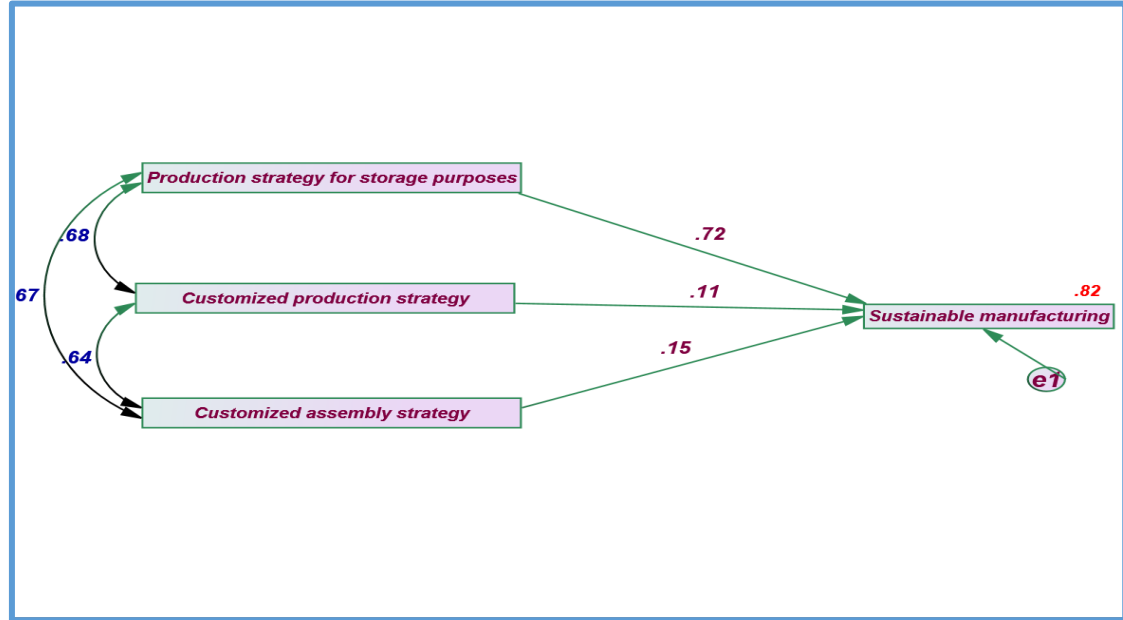 Production strategy for storage purposes
.68
.72
67
Customized production strategy
.11
.82
Sustainable manufacturing
.64
.15
e1
Customized assembly strategy